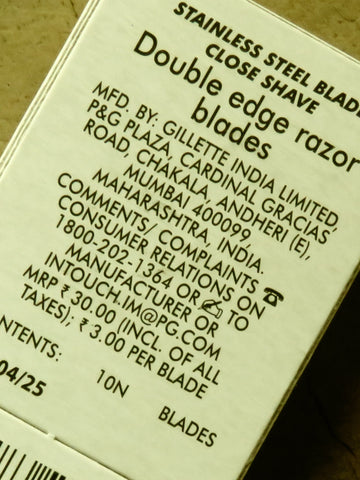 STAINLESS STEEL BLADE
CLOSE SHAVE
Double edge razor
blades
MFD. BY: GILLETTE INDIA LIMITED,
P&G PLAZA, CARDINAL GRACIAS
ROAD, CHAKALA, ANDHERI (E),
MUMBAI 400099,
MAHARASHTRA, INDIA.
COMMENTS/ COMPLAINTS ☎
CONSUMER RELATIONS ON
1800-202-1364 OR ✍ TO
MANUFACTURER OR
INTOUCH.IM@PG.COM
MRP ₹ 30.00 (INCL. OF ALL
TAXES); ₹ 3.00 PER BLADE
NTENTS: 10N BLADES
04/25